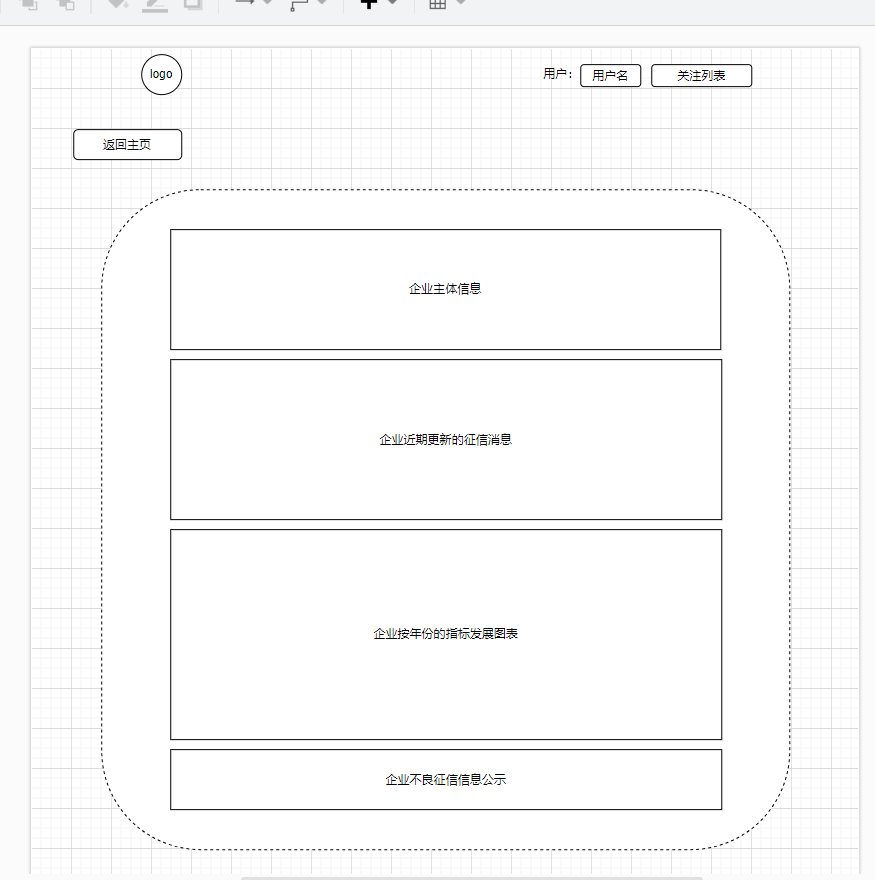 logo
用户：
用户名
关注列表
返回主页
企业主体信息
企业近期更新的征信消息
企业按年份的指标发展图表
企业不良征信信息公示